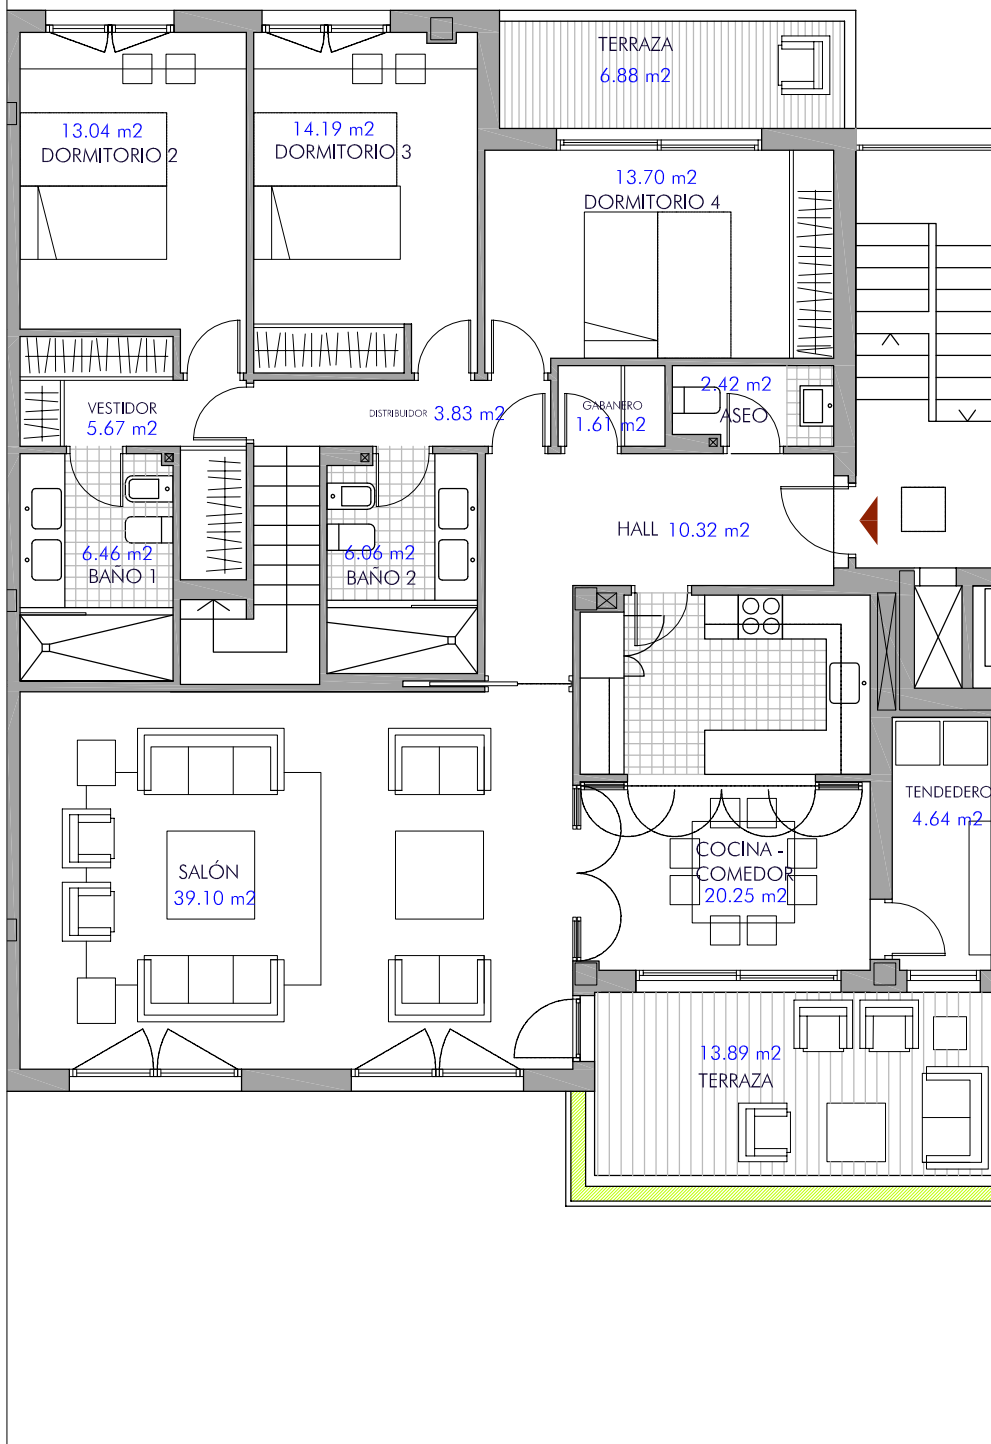 TERRAZA
6.88 m2
13.04 m2
DORMITORIO 2
14.19 m2
DORMITORIO 3
13.70 m2
DORMITORIO 4
VESTIDOR
5.67 m2
DISTRIBUIDOR 3.83 m2
GABANERO
1.61 m2
2.42 m2
ASEO
6.46 m2
BAÑO 1
6.06 m2
BAÑO 2
HALL 10.32 m2
SALÓN
39.10 m2
COCINA -
COMEDOR
20.25 m2
TENDEDERO
4.64 m2
13.89 m2
TERRAZA